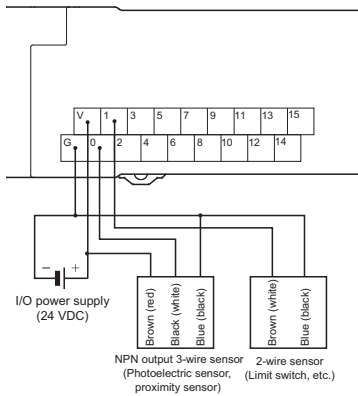 V 1 3 5 7 9 11 13 15
G 0 2 4 6 8 10 12 14
− +
I/O power supply
(24 VDC)
Brown (red)
Black (white)
Blue (black)
Brown (white)
Blue (black)
NPN output 3-wire sensor
(Photoelectric sensor,
proximity sensor)
2-wire sensor
(Limit switch, etc.)